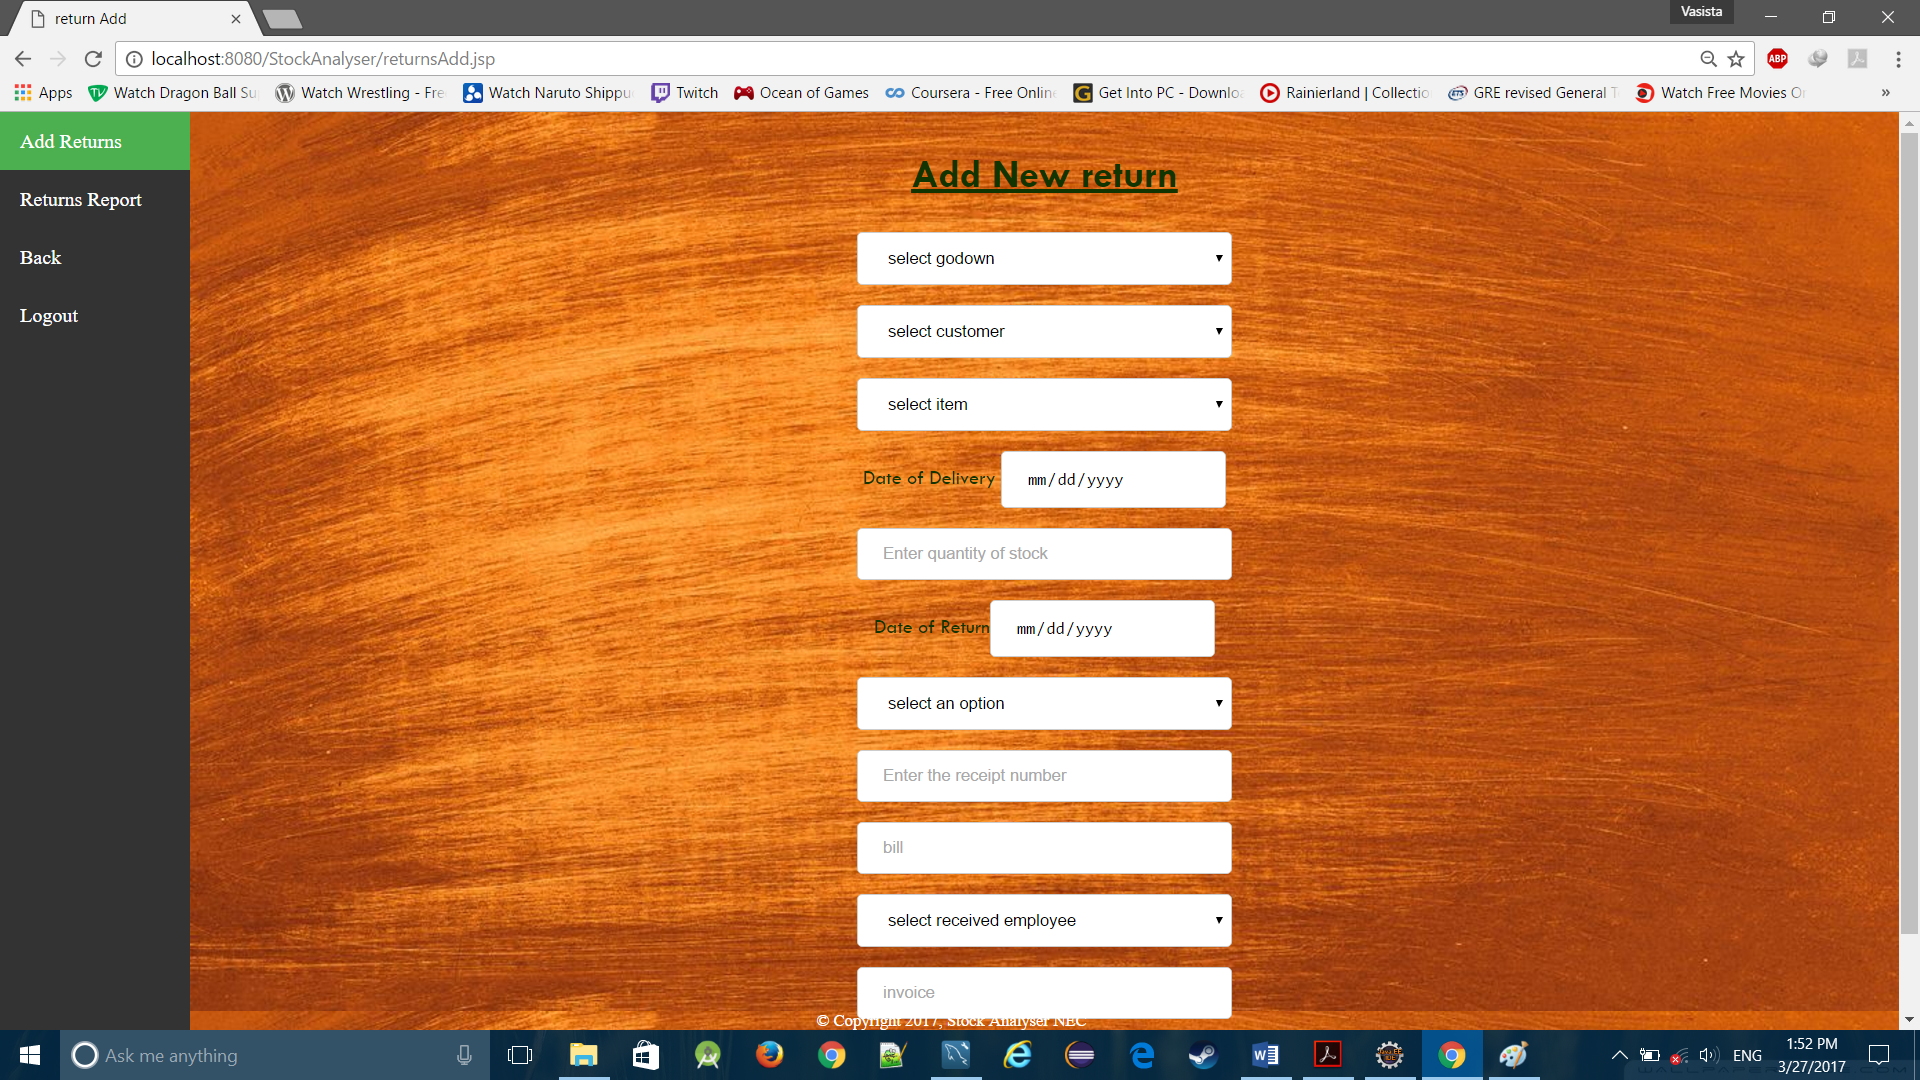 return Add
Vasista
localhost:8080/StockAnalyser/returnsAdd.jsp
ABP
Apps
Watch Dragon Ball Su
Watch Wrestling - Fre
Watch Naruto Shippu
Twitch
Ocean of Games
Coursera - Free Onlin
Get Into PC - Downlo
Rainierland | Collectio
GRE revised General T
Watch Free Movies O
»
Add Returns
Returns Report
Back
Logout
Add New return
select godown
select customer
select item
Date of Delivery
mm/dd/yyyy
Enter quantity of stock
Date of Return
mm/dd/yyyy
select an option
Enter the receipt number
bill
select received employee
invoice
© Copyright 2017, Stock Analyser NEC
Ask me anything
ENG
1:52 PM
3/27/2017